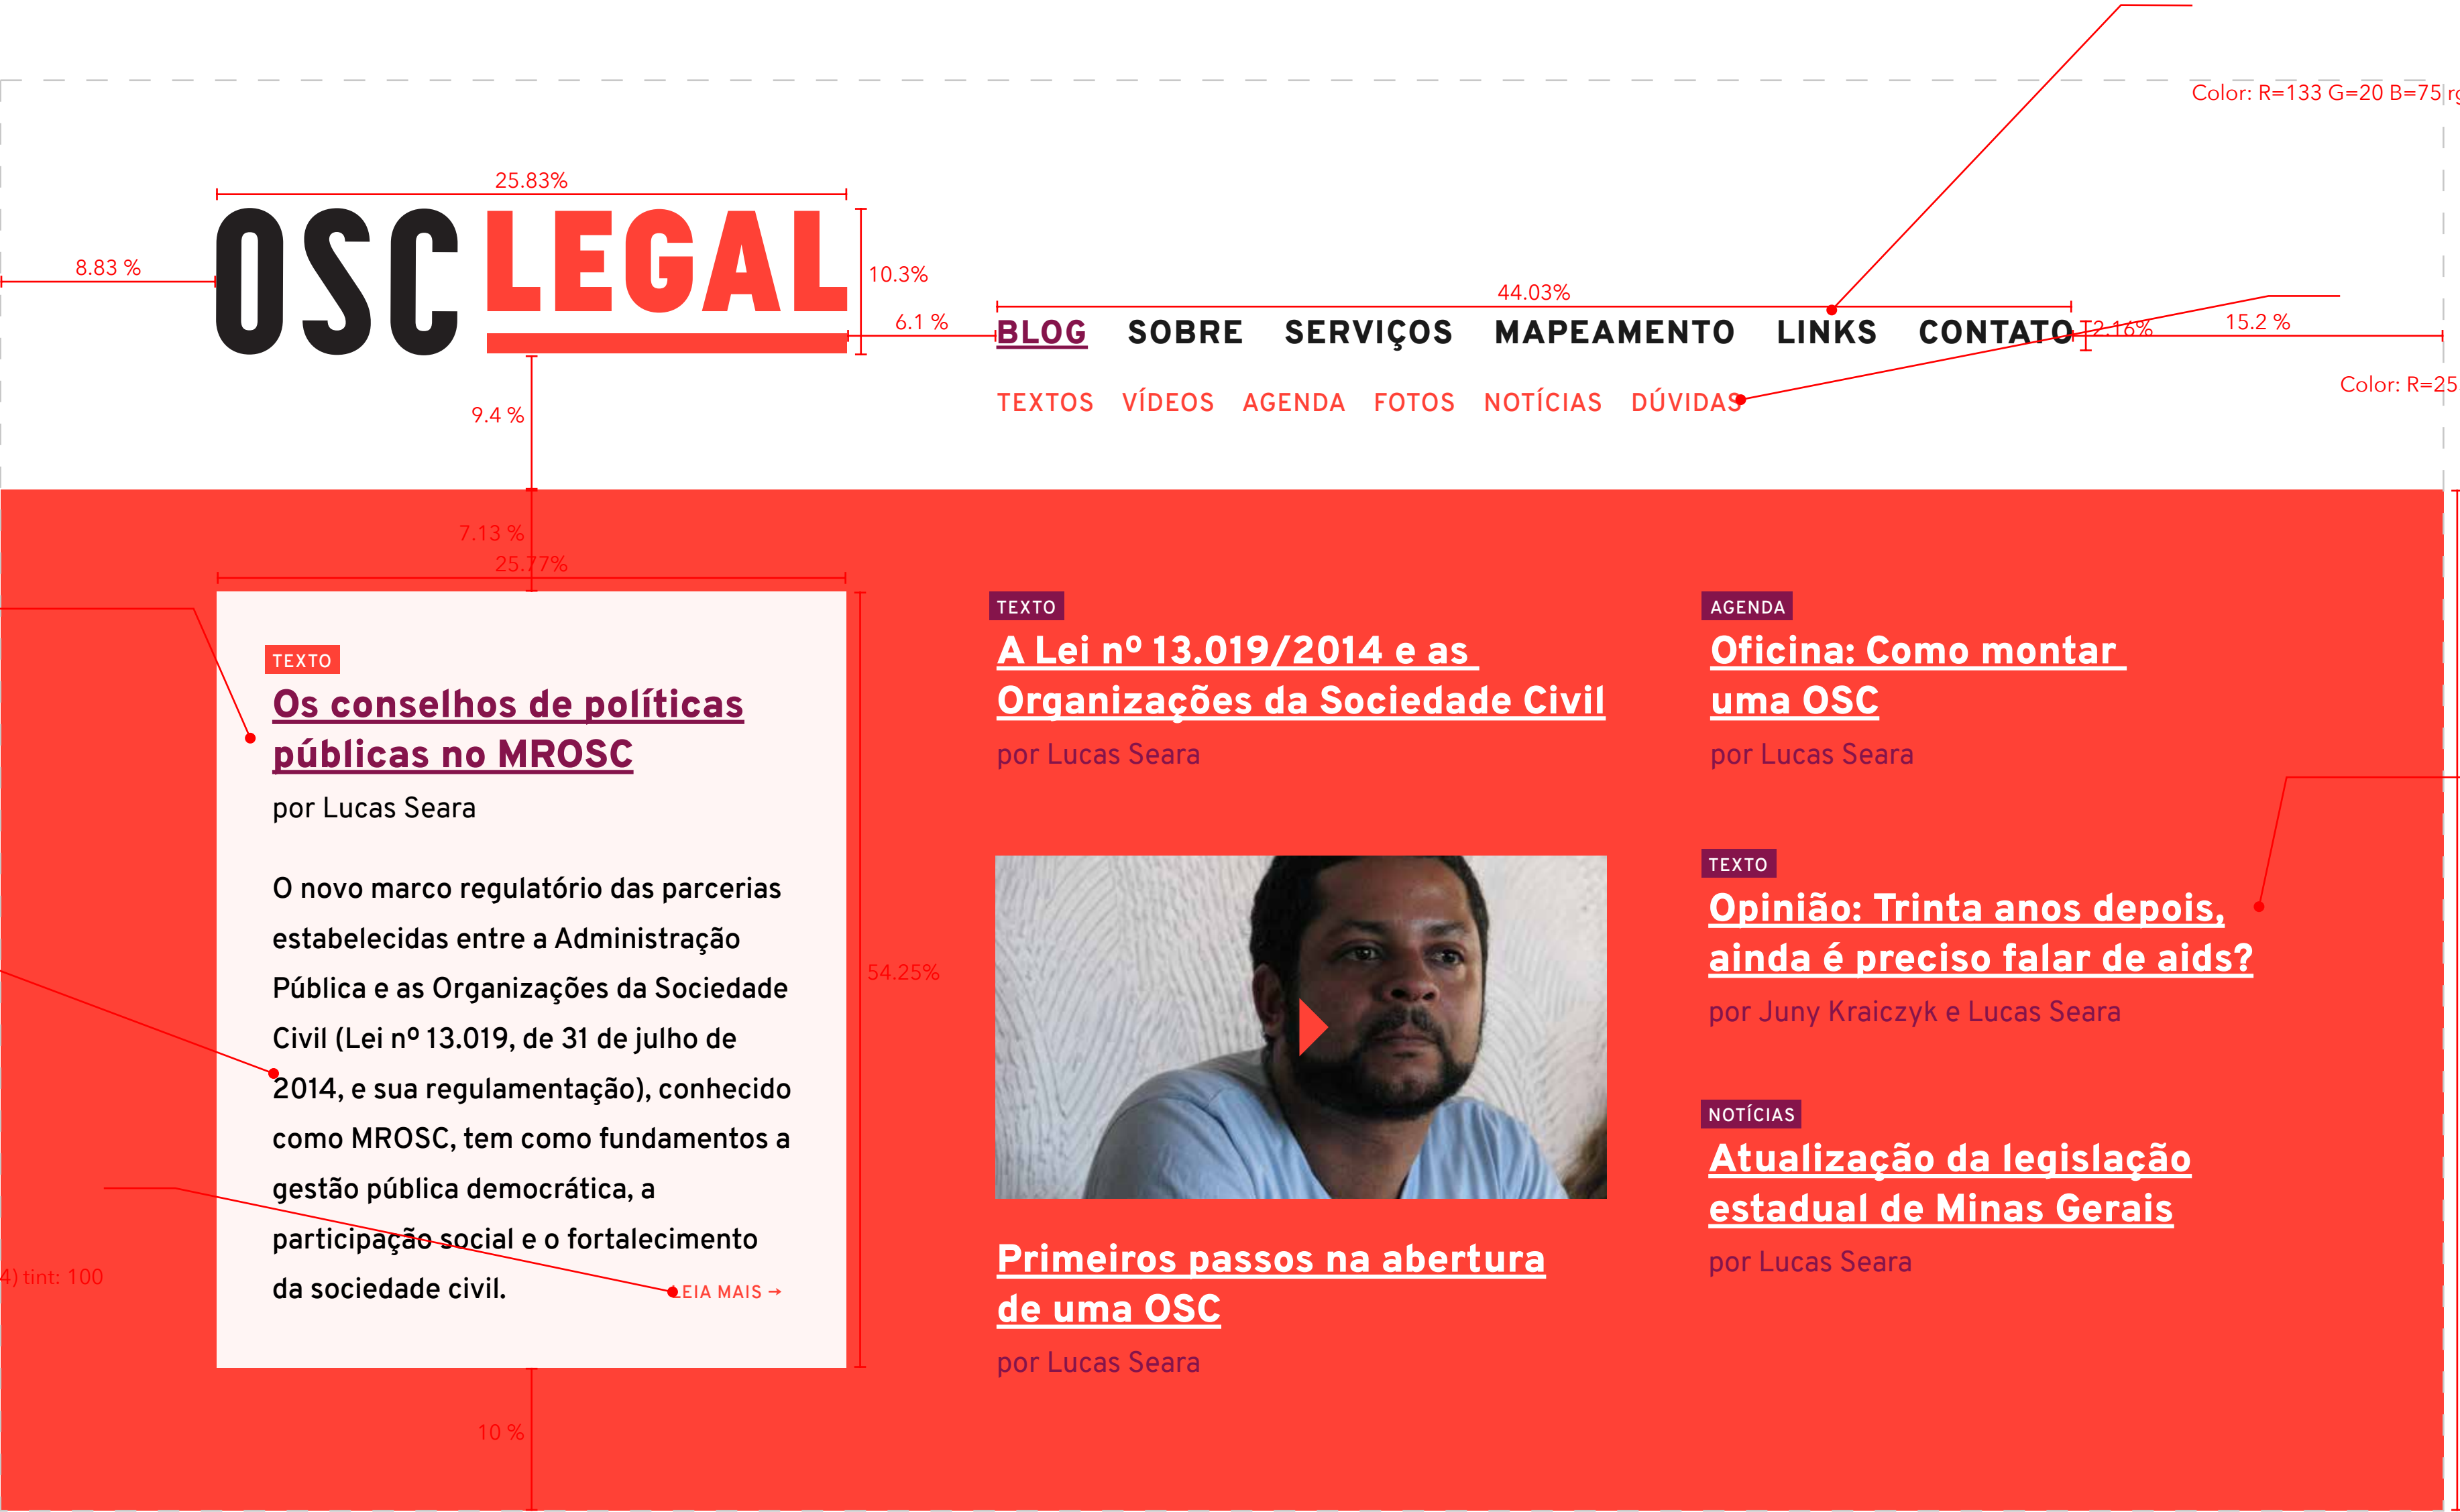 Color: R=133 G=20 B=75
25.83%
OSC LEGAL
8.83 %
10.3%
6.1 %
44.03%
BLOG SOBRE SERVIÇOS MAPEAMENTO LINKS CONTATO
2.16%
15.2 %
Color: R=25
TEXTOS VÍDEOS AGENDA FOTOS NOTÍCIAS DÚVIDAS
9.4 %
7.13 %
25.77%
TEXTO
Os conselhos de políticas
públicas no MROSC
por Lucas Seara
O novo marco regulatório das parcerias
estabelecidas entre a Administração
Pública e as Organizações da Sociedade
Civil (Lei nº 13.019, de 31 de julho de
2014, e sua regulamentação), conhecido
como MROSC, tem como fundamentos a
gestão pública democrática, a
participação social e o fortalecimento
da sociedade civil.
LEIA MAIS →
4) tint: 100
54.25%
10 %
TEXTO
A Lei nº 13.019/2014 e as
Organizações da Sociedade Civil
por Lucas Seara
Primeiros passos na abertura
de uma OSC
por Lucas Seara
AGENDA
Oficina: Como montar
uma OSC
por Lucas Seara
TEXTO
Opinião: Trinta anos depois,
ainda é preciso falar de aids?
por Juny Kraiczyk e Lucas Seara
NOTÍCIAS
Atualização da legislação
estadual de Minas Gerais
por Lucas Seara